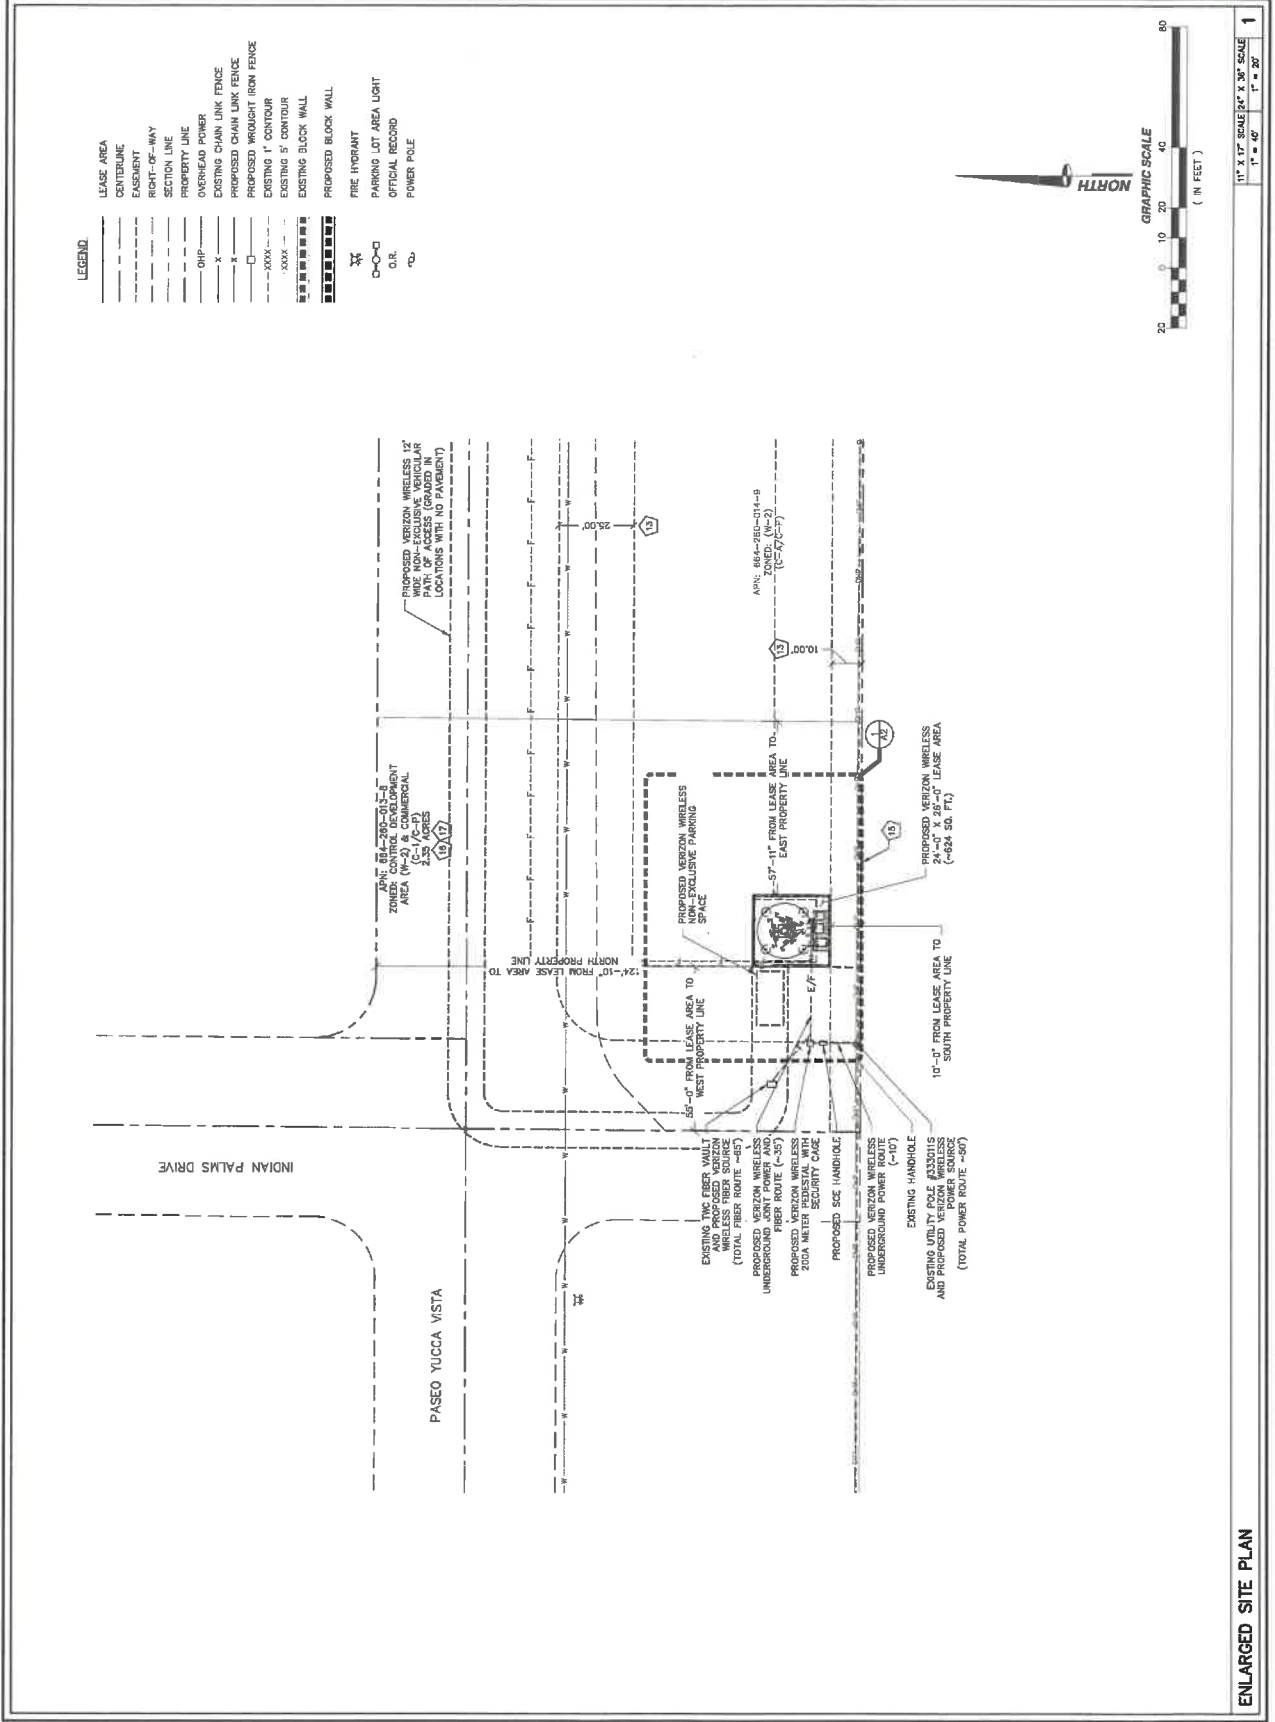 LEGEND
LEASE AREA
CENTERLINE
EASEMENT
RIGHT-OF-WAY
SECTION LINE
PROPERTY LINE
OHP
OVERHEAD POWER
X
EXISTING CHAIN LINK FENCE
X
PROPOSED CHAIN LINK FENCE
PROPOSED WROUGHT IRON FENCE
XXXX
EXISTING 1' CONTOUR
XXXX
EXISTING 5' CONTOUR
EXISTING BLOCK WALL
PROPOSED BLOCK WALL
FIRE HYDRANT
PARKING LOT AREA LIGHT
O.R.
OFFICIAL RECORD
POWER POLE
INDIAN PALMS DRIVE
PASEO YUCCA VISTA
PROPOSED VERIZON WIRELESS 12'
WIDE NON-EXCLUSIVE VEHICULAR
PATH OF ACCESS (GRADED IN
LOCATIONS WITH NO PAVEMENT)
APN: 664-260-013-8
ZONED: CONTROL DEVELOPMENT
AREA (W-2) & COMMERCIAL
(C-1/C-P)
2.35 ACRES
16 17
25.00'
13
APN: 664-260-014-9
ZONED: (W-2)
13
10.00'
124'-10" FROM LEASE AREA TO
NORTH PROPERTY LINE
PROPOSED VERIZON WIRELESS
NON-EXCLUSIVE PARKING
SPACE
57'-11" FROM LEASE AREA TO
EAST PROPERTY LINE
55'-0" FROM LEASE AREA TO
WEST PROPERTY LINE
E/F
1
A2
15
PROPOSED VERIZON WIRELESS
24'-0" X 26'-0" LEASE AREA
(~624 SQ. FT.)
10'-0" FROM LEASE AREA TO
SOUTH PROPERTY LINE
EXISTING TWC FIBER VAULT
AND PROPOSED VERIZON
WIRELESS FIBER SOURCE
(TOTAL FIBER ROUTE ~65')
PROPOSED VERIZON WIRELESS
UNDERGROUND JOINT POWER AND
FIBER ROUTE (~35')
PROPOSED VERIZON WIRELESS
200A METER PEDESTAL WITH
SECURITY CAGE
PROPOSED SCE HANDHOLE
PROPOSED VERIZON WIRELESS
UNDERGROUND POWER ROUTE
(~10')
EXISTING HANDHOLE
EXISTING UTILITY POLE #333011S
AND PROPOSED VERIZON WIRELESS
POWER SOURCE
(TOTAL POWER ROUTE ~50')
NORTH
GRAPHIC SCALE
20 0 10 20 40 80
( IN FEET )
ENLARGED SITE PLAN
11" X 17" SCALE
1" = 40'
24" X 36" SCALE
1" = 20'
1